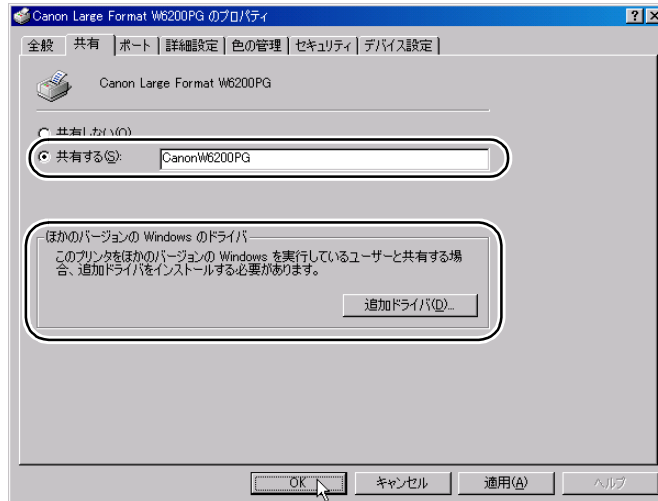 Canon Large Format W6200PG のプロパティ
? ×
全般 共有 ポート 詳細設定 色の管理 セキュリティ デバイス設定
Canon Large Format W6200PG
共有しない(O)
共有する(S): CanonW6200PG
ほかのバージョンの Windows のドライバ
このプリンタをほかのバージョンの Windows を実行しているユーザーと共有する場
合、追加ドライバをインストールする必要があります。
追加ドライバ(D)...
OK キャンセル 適用(A) ヘルプ